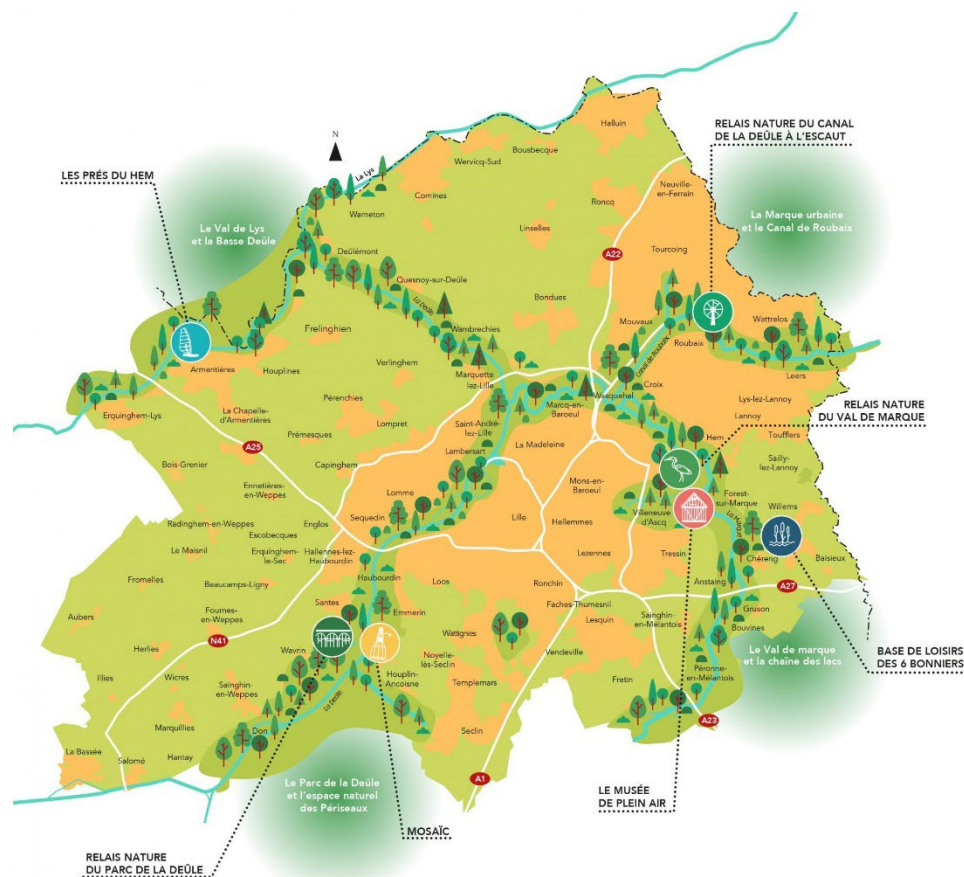 Halluin
RELAIS NATURE DU CANAL
DE LA DEÛLE À L'ESCAUT
N
Bousbecque
Wervicq-Sud
La Lys
LES PRÉS DU HEM
Comines
Neuville-
en-Ferrain
Roncq
Warneton
Le Val de Lys
et la Basse Deûle
La Marque urbaine
et le Canal de Roubaix
Linselles
Tourcoing
Deûlémont
A22
Quesnoy-sur-Deûle
La Deûle
Bondues
Mouvaux
Wattrelos
Frelinghien
Wambrechies
Roubaix
Canal de Roubaix
Verlinghem
Armentières
Houplines
Marquette
lez-Lille
Wasquehal
Croix
Leers
Erquinghem-Lys
La Chapelle-
d'Armentières
Pérenchies
Marcq-en-
Baroeul
Lys-lez-Lannoy
Lannoy
RELAIS NATURE
DU VAL DE MARQUE
Prémesques
Lompret
Saint-André-
lez-Lille
La Madeleine
Hem
Toufflers
A25
Lambersart
Sailly-
lez-Lannoy
Bois-Grenier
Capinghem
Mons-en-
Baroeul
Ennetières-
en-Weppes
Lomme
Forest-
sur-Marque
Willems
Radinghem-en-Weppes
Englos
Sequedin
Lille
Hellemmes
Villeneuve
d'Ascq
La Marque
Escobecques
Le Maisnil
Erquinghem-
le-Sec
Hallennes-lez-
Haubourdin
Lezennes
Tressin
Chéreng
Baisieux
Fromelles
Beaucamps-Ligny
Haubourdin
Loos
Ronchin
Anstaing
A27
Aubers
Fournes-
en-Weppes
Santes
Emmerin
Faches-Thumesnil
Sainghin-
en-Mélantois
Gruson
Lesquin
Bouvines
N41
Wattignies
Herlies
Wavrin
Noyelle-
lès-Seclin
Vendeville
Le Val de marque
et la chaîne des lacs
BASE DE LOISIRS
DES 6 BONNIERS
Illies
Wicres
Sainghin-
en-Weppes
Houplin-
Ancoisne
Templemars
Fretin
Péronne-
en-Mélantois
La Deûle
A23
Marquillies
Don
Seclin
La Bassée
Salomé
Hantay
A1
Le Parc de la Deûle
et l'espace naturel
des Périseaux
LE MUSÉE
DE PLEIN AIR
MOSAÏC
RELAIS NATURE
DU PARC DE LA DEÛLE